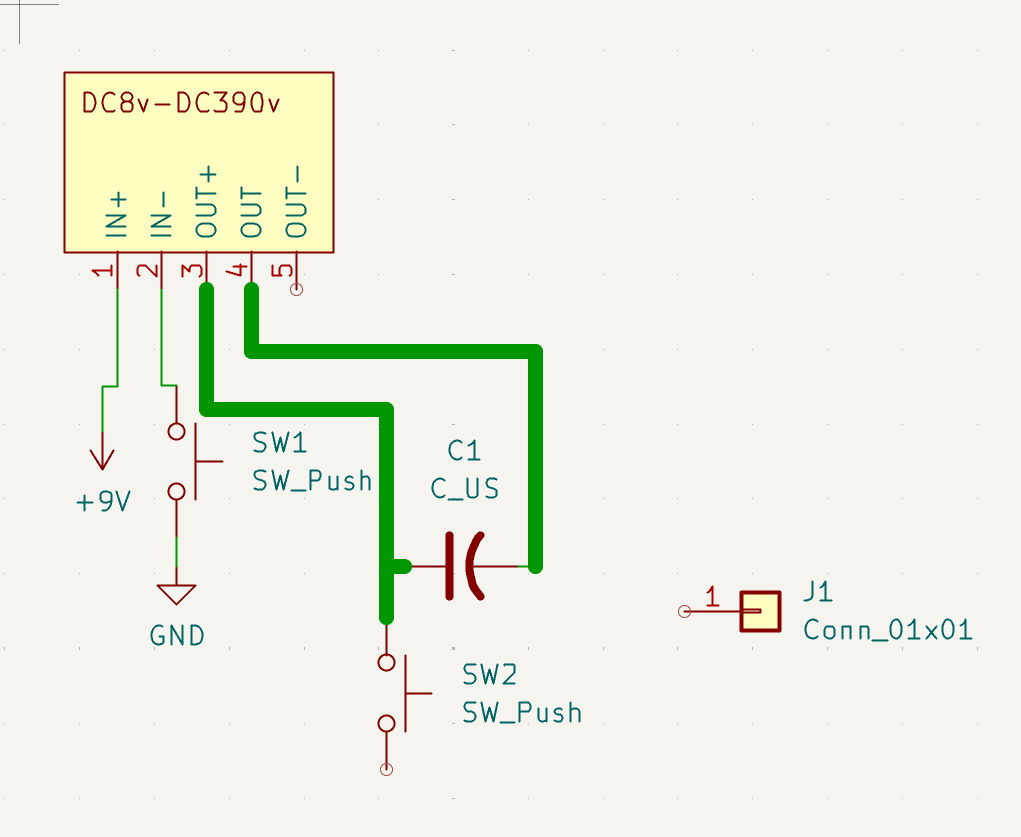 DC8v-DC390v
IN+
IN-
OUT+
OUT
OUT-
1
2
3
4
5
SW1
SW_Push
+9V
GND
C1
C_US
J1
1
Conn_01x01
SW2
SW_Push